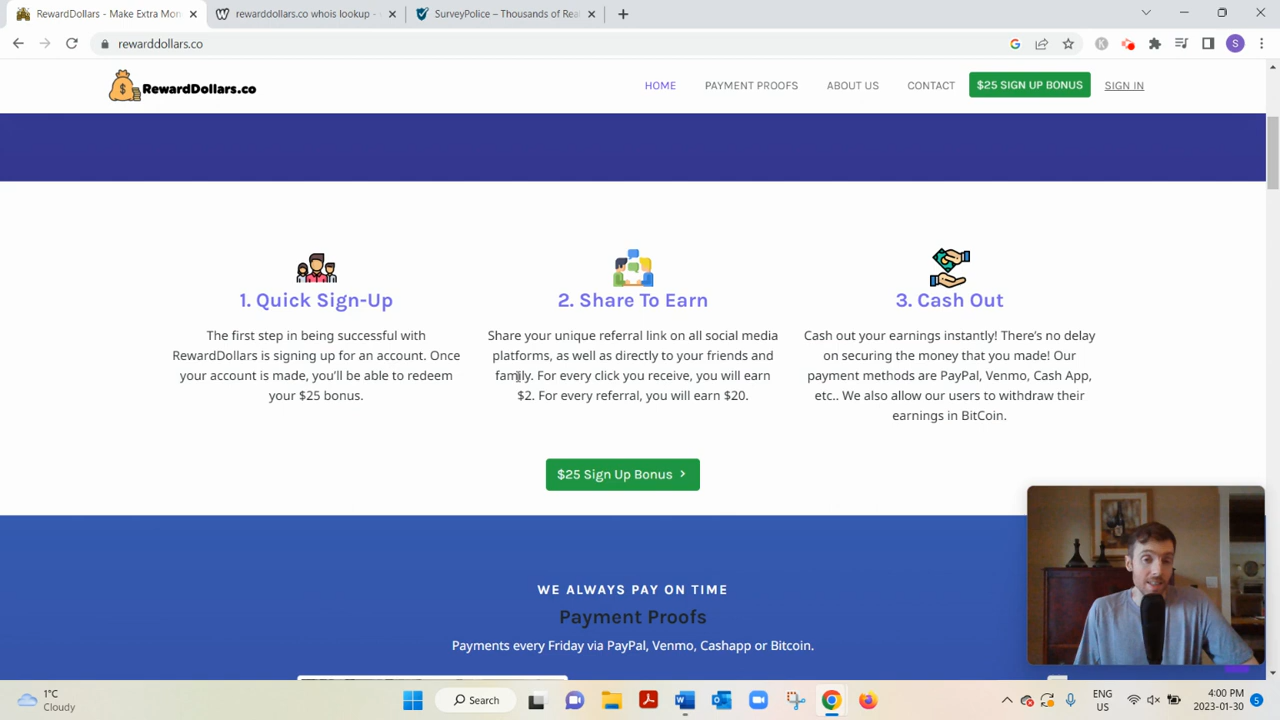 RewardDollars - Make Extra Mon
rewarddollars.co whois lookup -
SurveyPolice – Thousands of Real
rewarddollars.co
S
RewardDollars.co
HOME
PAYMENT PROOFS
ABOUT US
CONTACT
$25 SIGN UP BONUS
SIGN IN
1. Quick Sign-Up
The first step in being successful with
RewardDollars is signing up for an account. Once
your account is made, you'll be able to redeem
your $25 bonus.
2. Share To Earn
Share your unique referral link on all social media
platforms, as well as directly to your friends and
family. For every click you receive, you will earn
$2. For every referral, you will earn $20.
3. Cash Out
Cash out your earnings instantly! There's no delay
on securing the money that you made! Our
payment methods are PayPal, Venmo, Cash App,
etc.. We also allow our users to withdraw their
earnings in BitCoin.
$25 Sign Up Bonus
WE ALWAYS PAY ON TIME
Payment Proofs
Payments every Friday via PayPal, Venmo, Cashapp or Bitcoin.
1°C
Cloudy
Search
ENG
US
4:00 PM
2023-01-30
5